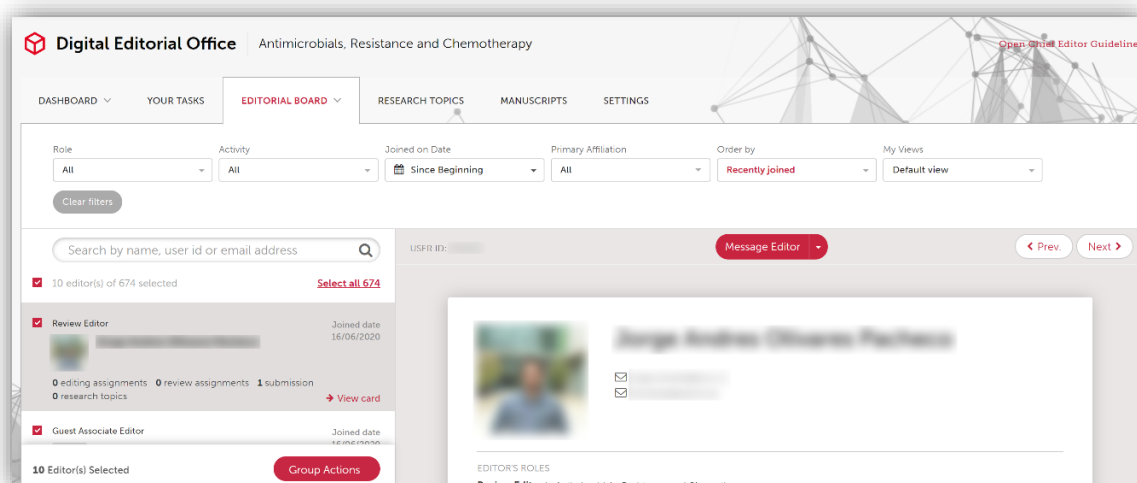 Digital Editorial Office Antimicrobials, Resistance and Chemotherapy
Open Chief Editor Guideline
DASHBOARD YOUR TASKS EDITORIAL BOARD RESEARCH TOPICS MANUSCRIPTS SETTINGS
Role Activity Joined on Date Primary Affiliation Order by My Views
All All Since Beginning All Recently joined Default view
Clear filters
Search by name, user id or email address
USER ID:
Message Editor
Prev. Next
10 editor(s) of 674 selected Select all 674
Review Editor Joined date
16/06/2020
0 editing assignments 0 review assignments 1 submission
0 research topics View card
Guest Associate Editor Joined date
16/06/2020
10 Editor(s) Selected Group Actions
EDITOR'S ROLES